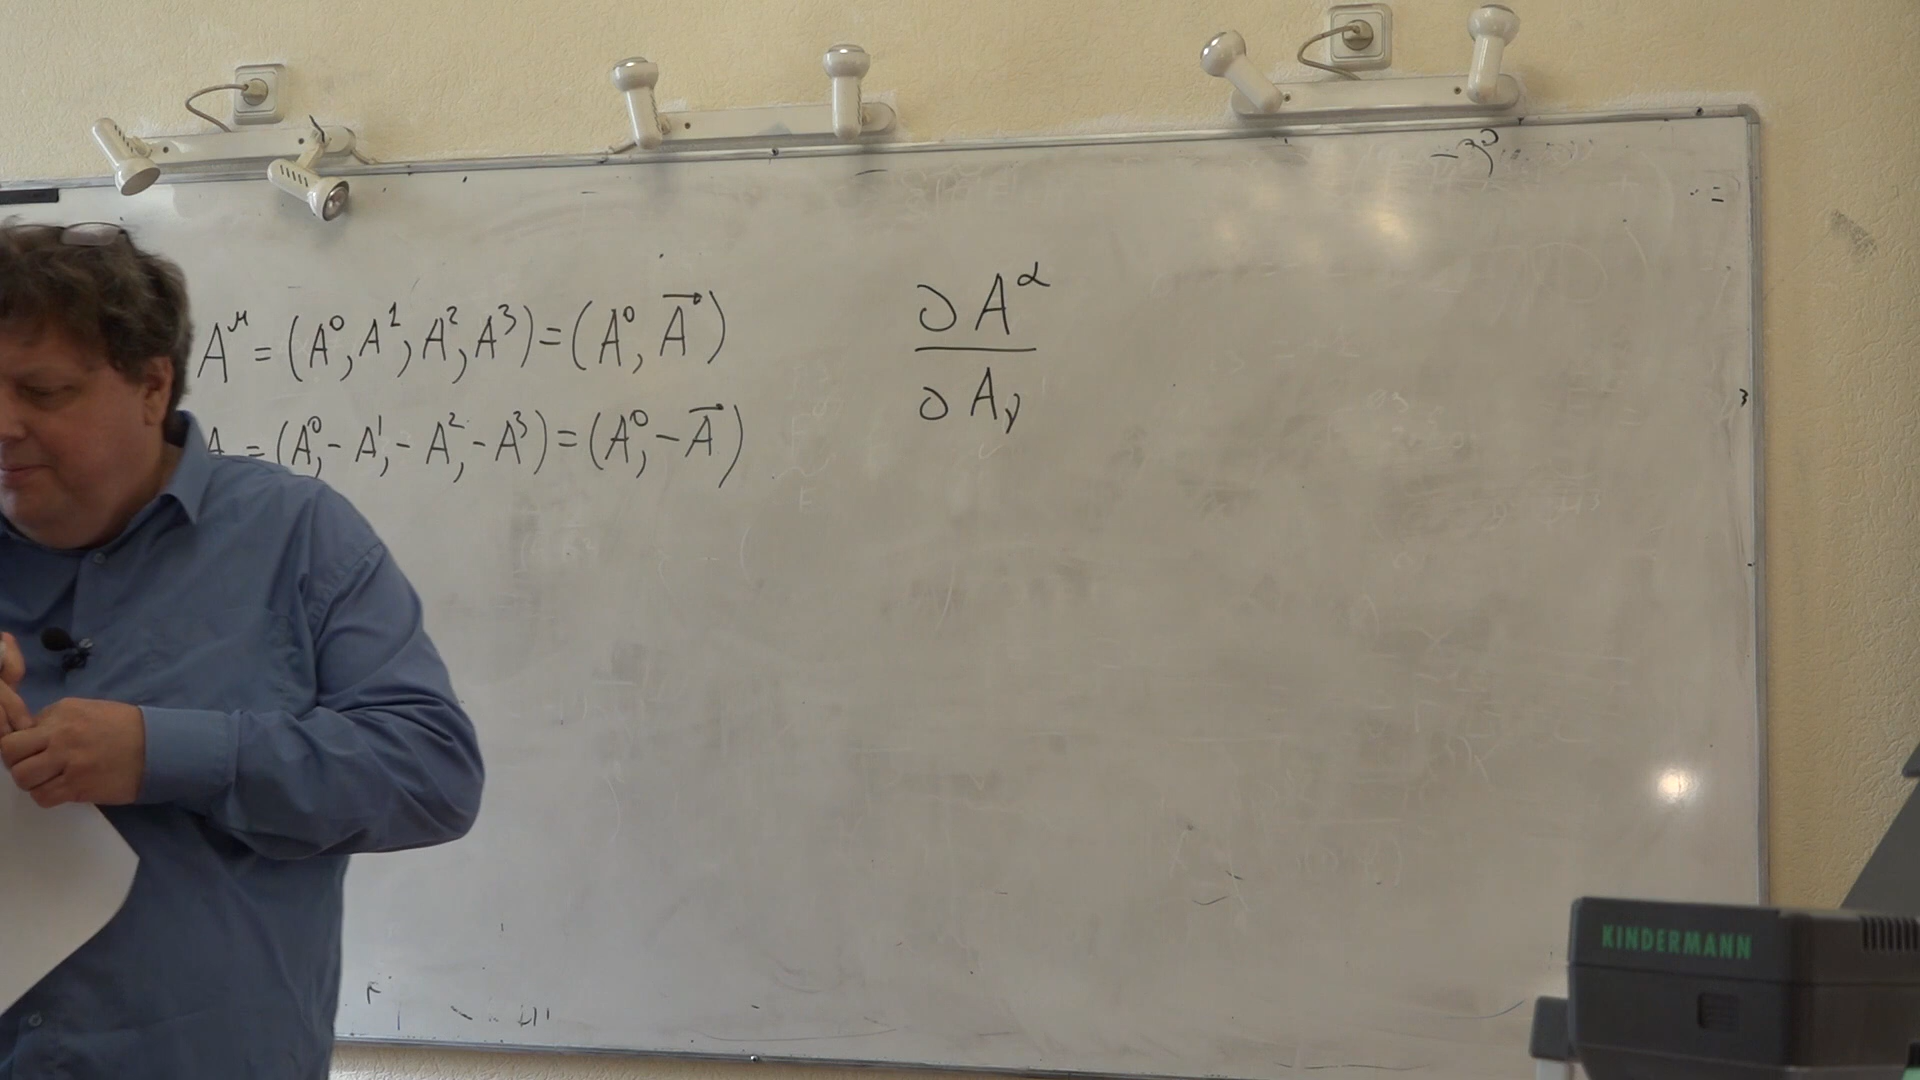 A^μ = (A^0, A^1, A^2, A^3) = (A^0, \vec{A})
A = (A^0, -A^1, -A^2, -A^3) = (A^0, -\vec{A})
∂A^α
∂A_ν
KINDERMANN